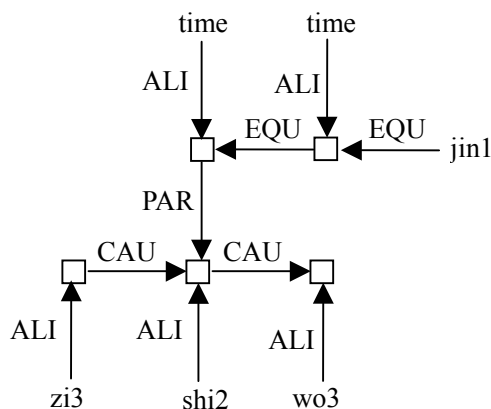 time time
ALI ALI
EQU EQU
jin1
PAR
CAU CAU
ALI ALI ALI
zi3 shi2 wo3